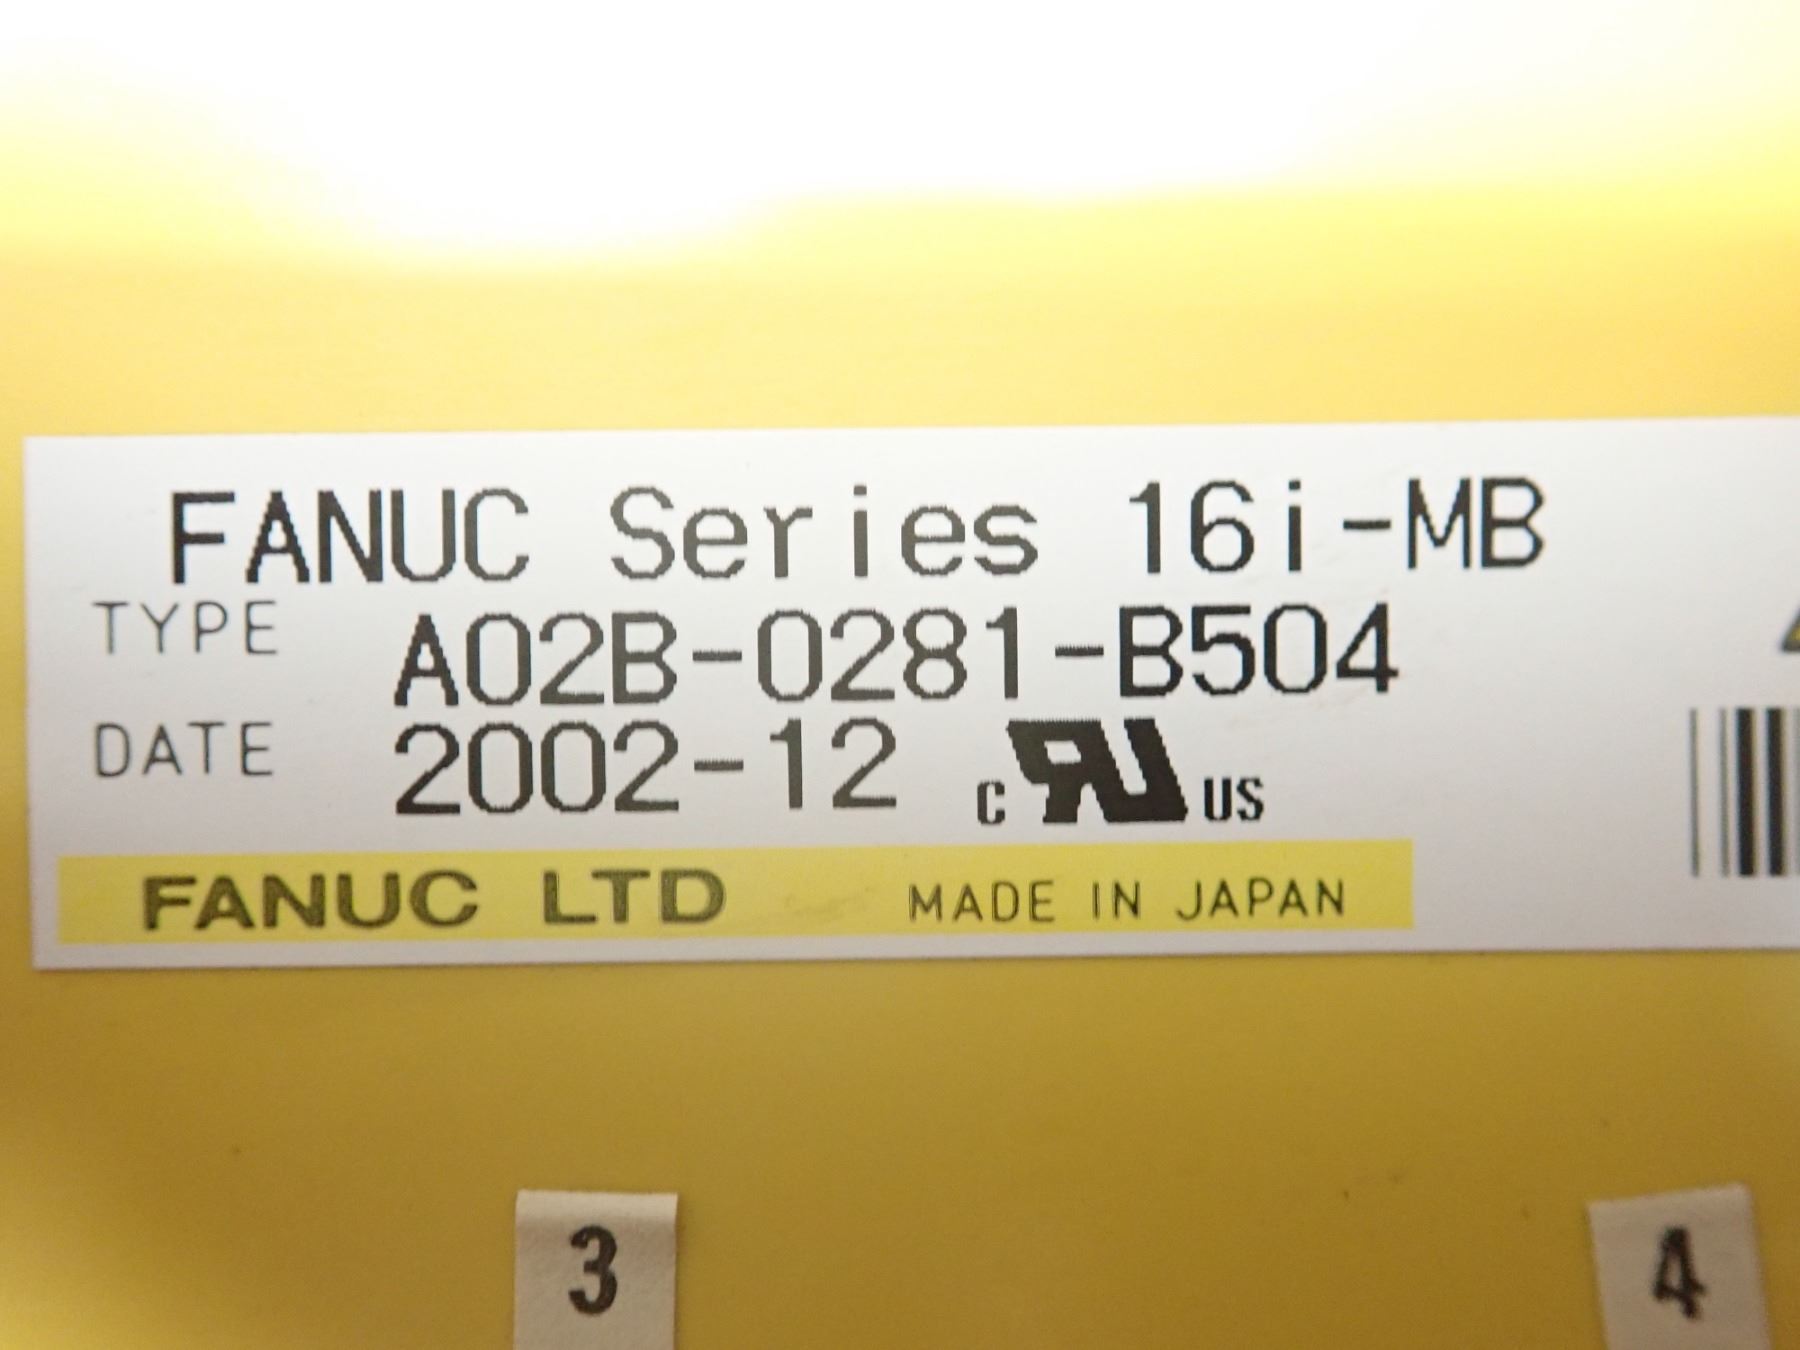 FANUC Series 16i-MB
TYPE A02B-0281-B504
DATE 2002-12 c RU US
FANUC LTD MADE IN JAPAN
3 4